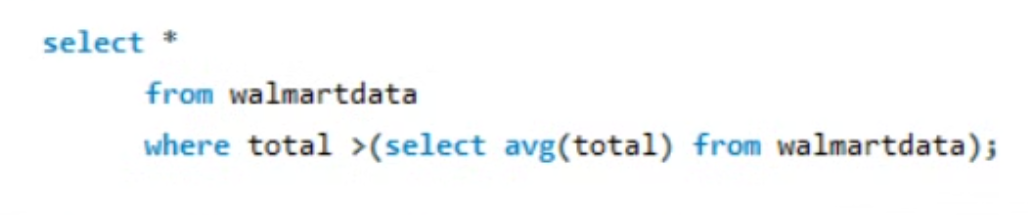 select *
from walmartdata
where total >(select avg(total) from walmartdata);